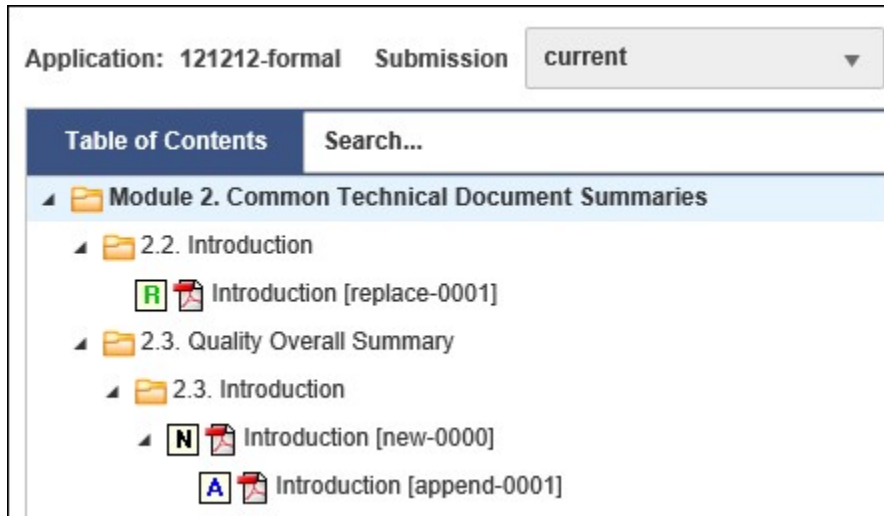 Application: 121212-formal Submission current
Table of Contents Search...
Module 2. Common Technical Document Summaries
2.2. Introduction
R Introduction [replace-0001]
2.3. Quality Overall Summary
2.3. Introduction
N Introduction [new-0000]
A Introduction [append-0001]